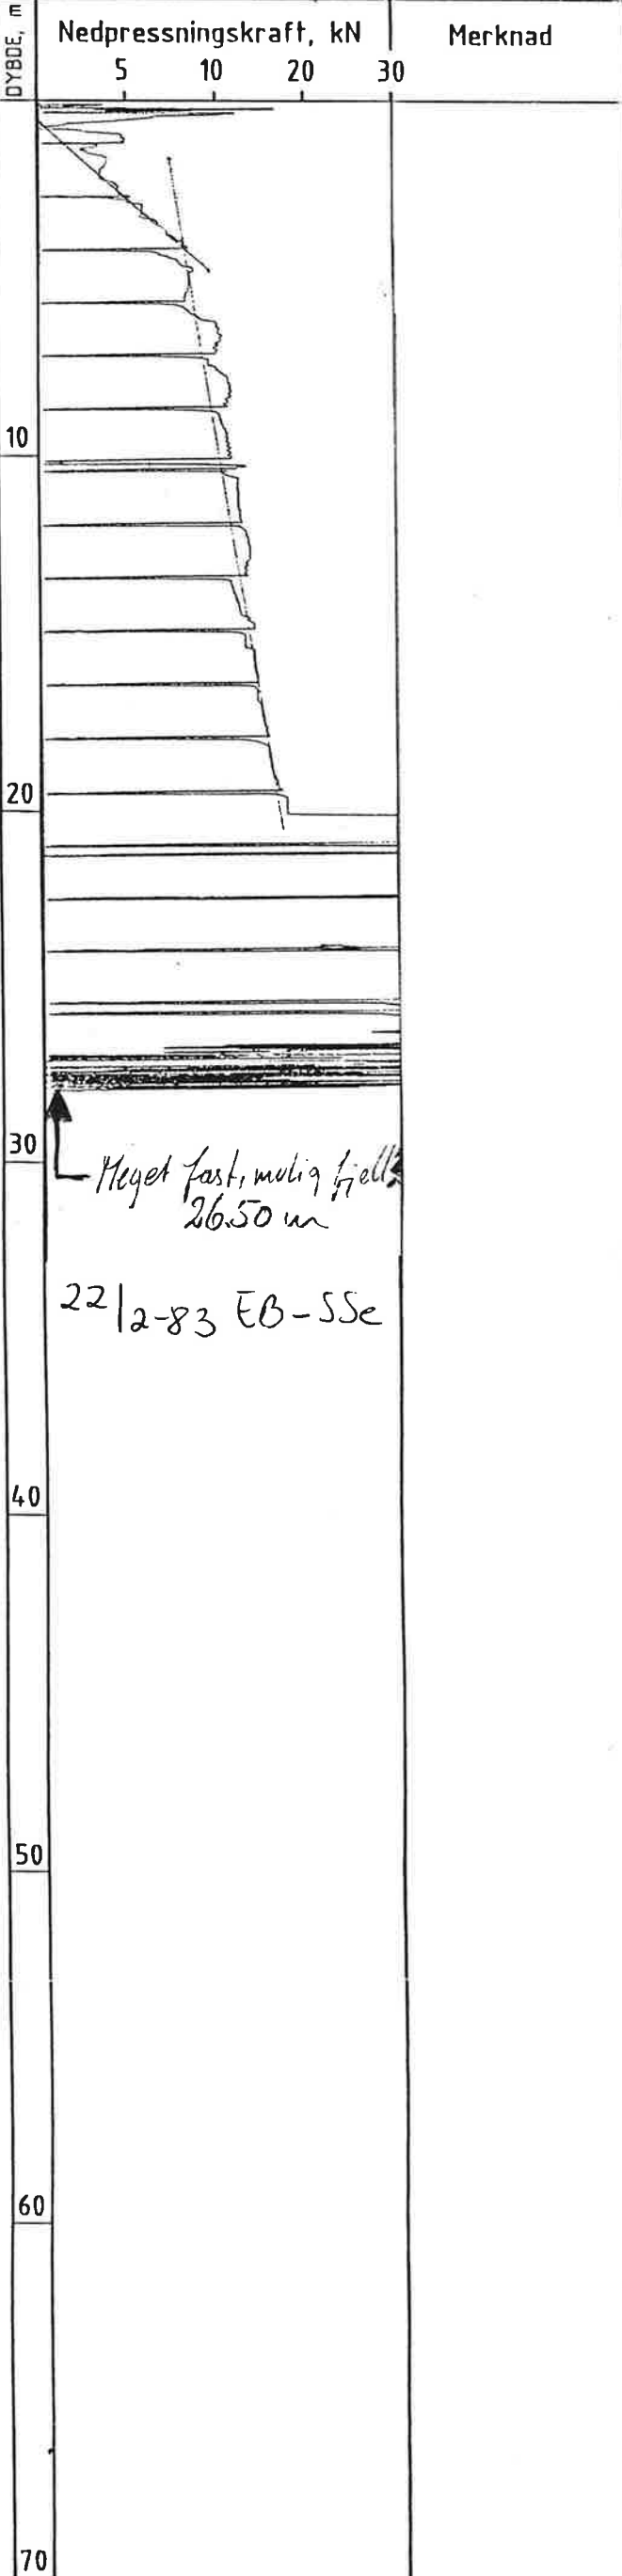 DYBDE, m
Nedpressningskraft, kN
Merknad
5 10 20 30
10
20
30
Meget fast, mulig fjell
26.50 m
22/2-83 EB-SSe
40
50
60
70